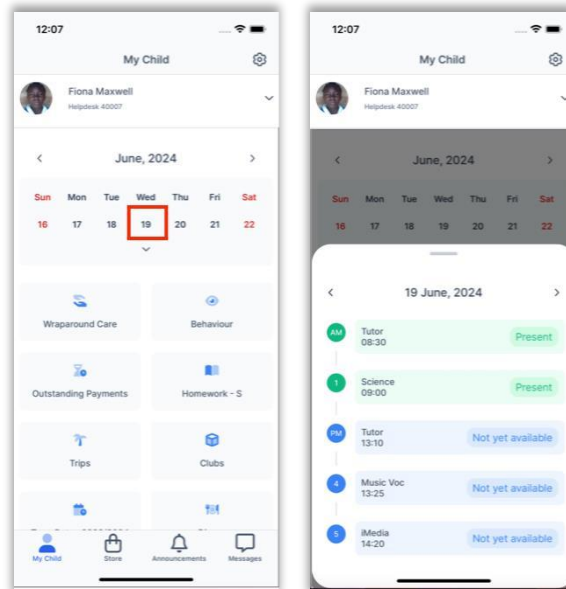 12:07
My Child
Fiona Maxwell
Helpdesk 40007
June, 2024
Sun Mon Tue Wed Thu Fri Sat
16 17 18 19 20 21 22
Wraparound Care
Behaviour
Outstanding Payments
Homework - S
Trips
Clubs
My Child
Store
Announcements
Messages
12:07
My Child
Fiona Maxwell
Helpdesk 40007
June, 2024
Sun Mon Tue Wed Thu Fri Sat
16 17 18 19 20 21 22
19 June, 2024
AM Tutor Present
08:30
1 Science Present
09:00
PM Tutor Not yet available
13:10
4 Music Voc Not yet available
13:25
5 iMedia Not yet available
14:20